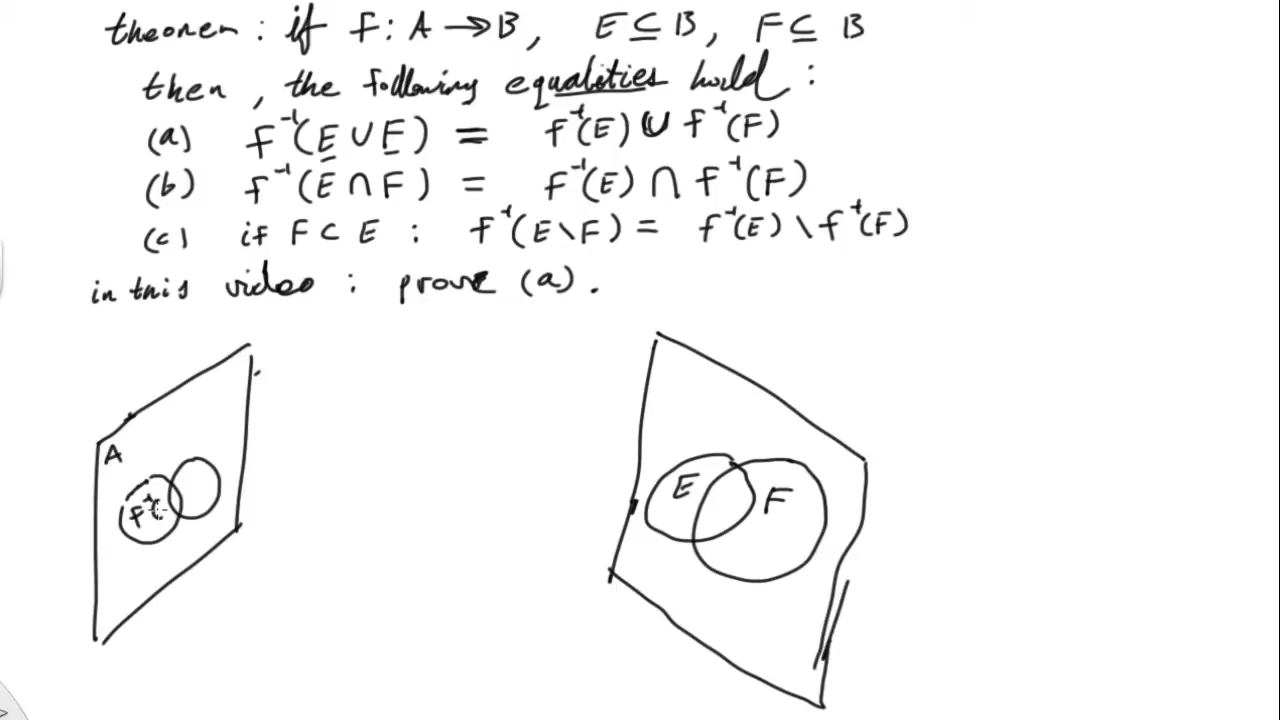 theorem : if f : A → B, E ⊆ B, F ⊆ B
then, the following equalities hold :
(a) f⁻¹(E ∪ F) = f⁻¹(E) ∪ f⁻¹(F)
(b) f⁻¹(E ∩ F) = f⁻¹(E) ∩ f⁻¹(F)
(c) if F ⊂ E : f⁻¹(E \ F) = f⁻¹(E) \ f⁻¹(F)
in this video : prove (a).
A
f⁻¹(
E
F